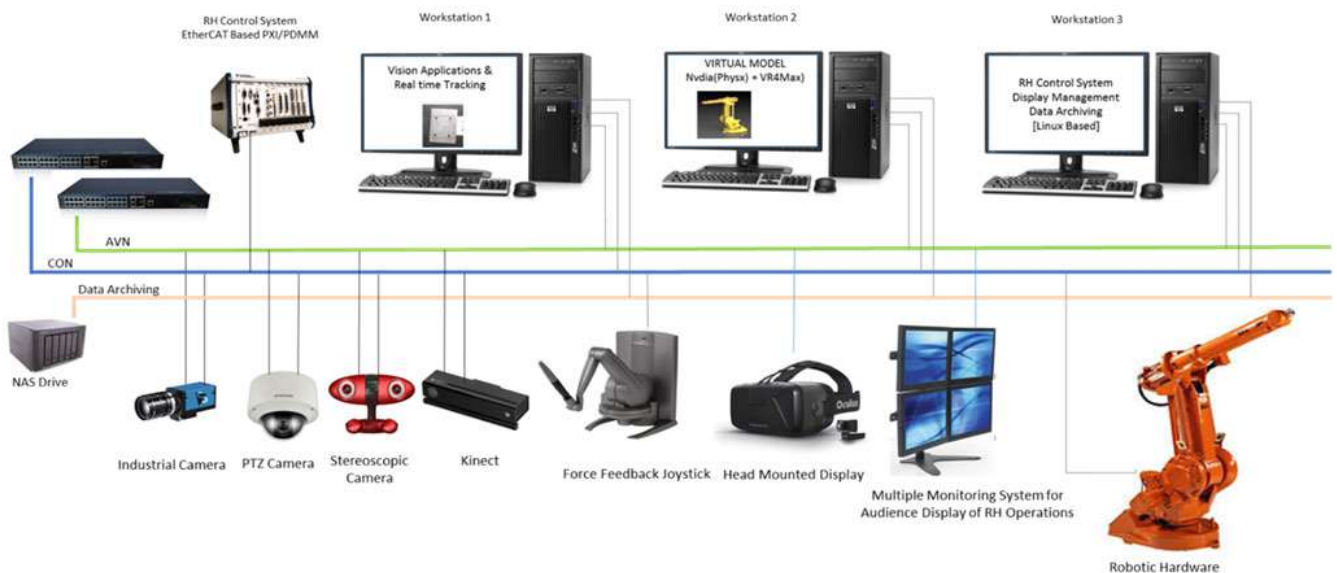 RH Control System
EtherCAT Based PXI/PDMM
Workstation 1
Workstation 2
Workstation 3
Vision Applications &
Real time Tracking
VIRTUAL MODEL
Nvdia(Physx) + VR4Max)
RH Control System
Display Management
Data Archiving
[Linux Based]
AVN
CON
Data Archiving
NAS Drive
Industrial Camera
PTZ Camera
Stereoscopic
Camera
Kinect
Force Feedback Joystick
oculus
Head Mounted Display
Multiple Monitoring System for
Audience Display of RH Operations
Robotic Hardware